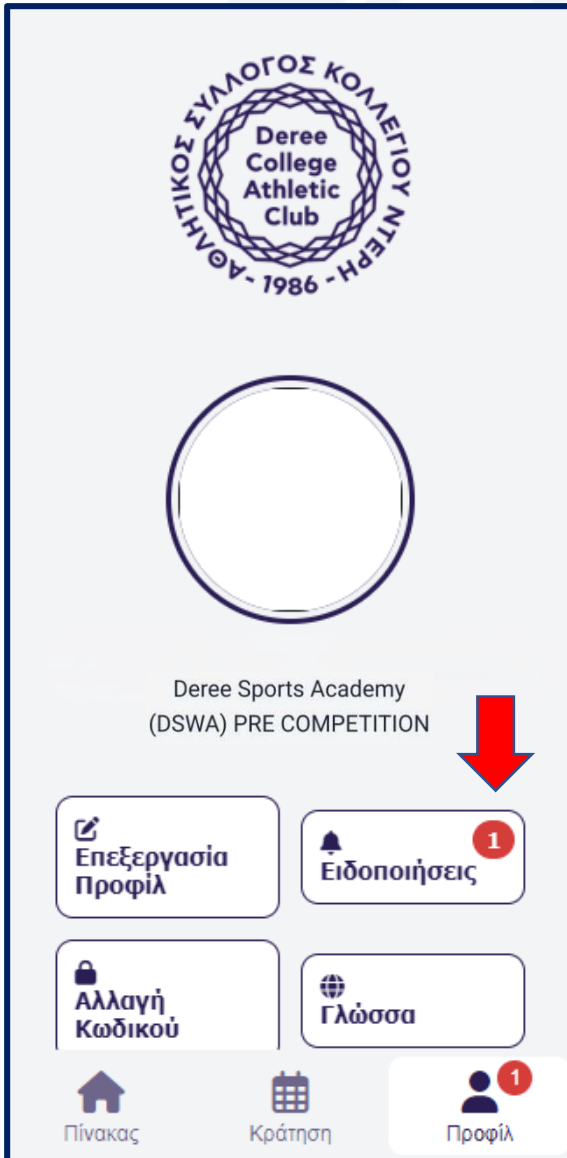 ΑΘΛΗΤΙΚΟΣ ΣΥΛΛΟΓΟΣ ΚΟΛΛΕΓΙΟΥ ΝΤΕΡΗ
- 1986 -
Deree
College
Athletic
Club
Deree Sports Academy
(DSWA) PRE COMPETITION
Επεξεργασία
Προφίλ
1
Ειδοποιήσεις
Αλλαγή
Κωδικού
Γλώσσα
Πίνακας
Κράτηση
1
Προφίλ